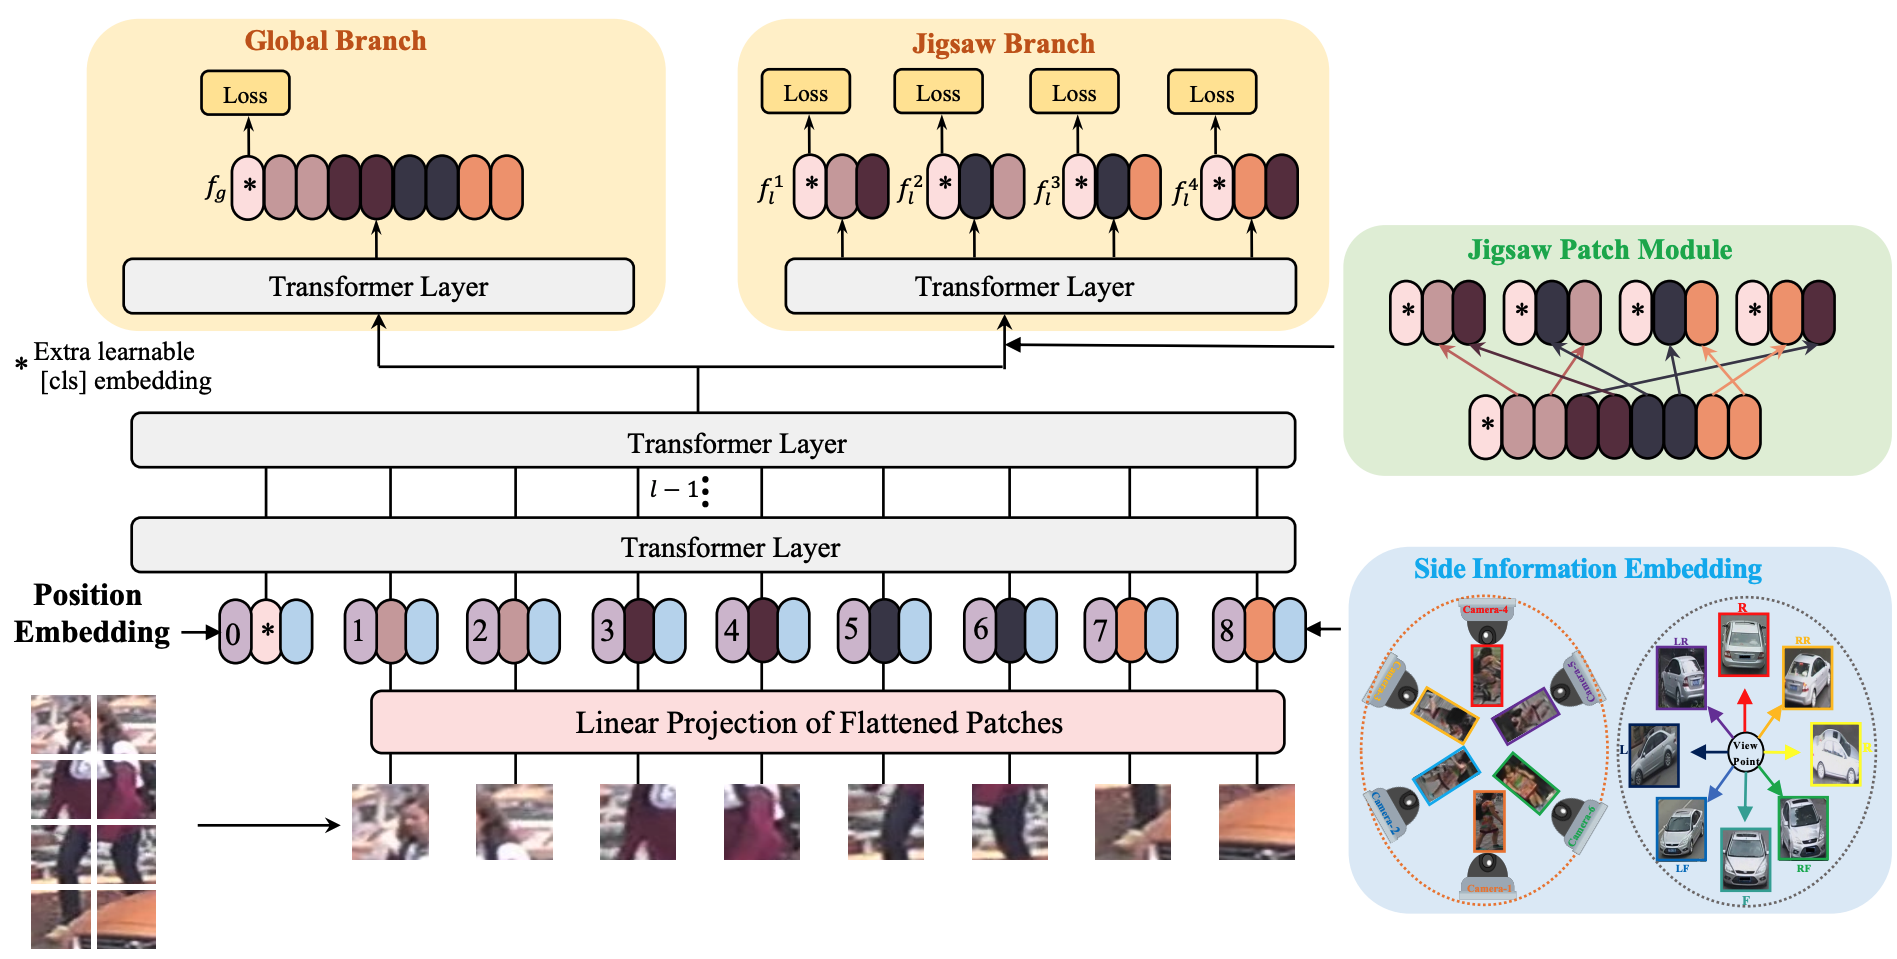 Global Branch
Loss
f_g
*
Transformer Layer
Jigsaw Branch
Loss
Loss
Loss
Loss
f_l^1
*
f_l^2
*
f_l^3
*
f_l^4
*
Transformer Layer
Jigsaw Patch Module
*
*
*
*
*
* Extra learnable
[cls] embedding
Transformer Layer
l − 1
Transformer Layer
Position
Embedding
0
*
1
2
3
4
5
6
7
8
Linear Projection of Flattened Patches
Side Information Embedding
Camera-4
Camera-5
Camera-6
Camera-1
Camera-2
R
RR
R
RF
F
LF
L
LR
View
Point